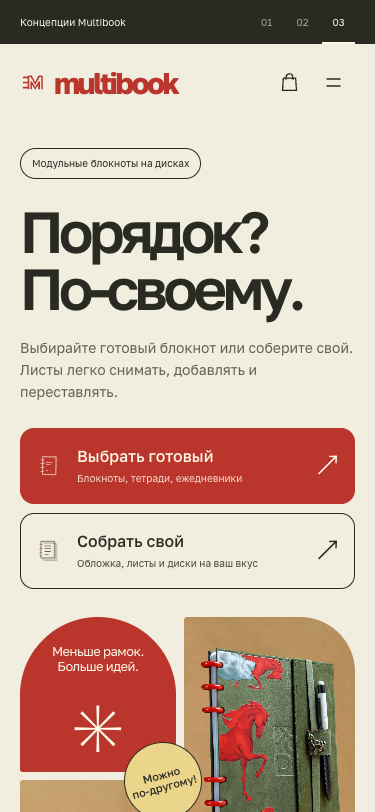 Концепции Multibook
01 02 03
multibook
Модульные блокноты на дисках
Порядок?
По-своему.
Выбирайте готовый блокнот или соберите свой.
Листы легко снимать, добавлять и
переставлять.
Выбрать готовый
Блокноты, тетради, ежедневники
Собрать свой
Обложка, листы и диски на ваш вкус
Меньше рамок.
Больше идей.
Можно
по-другому!